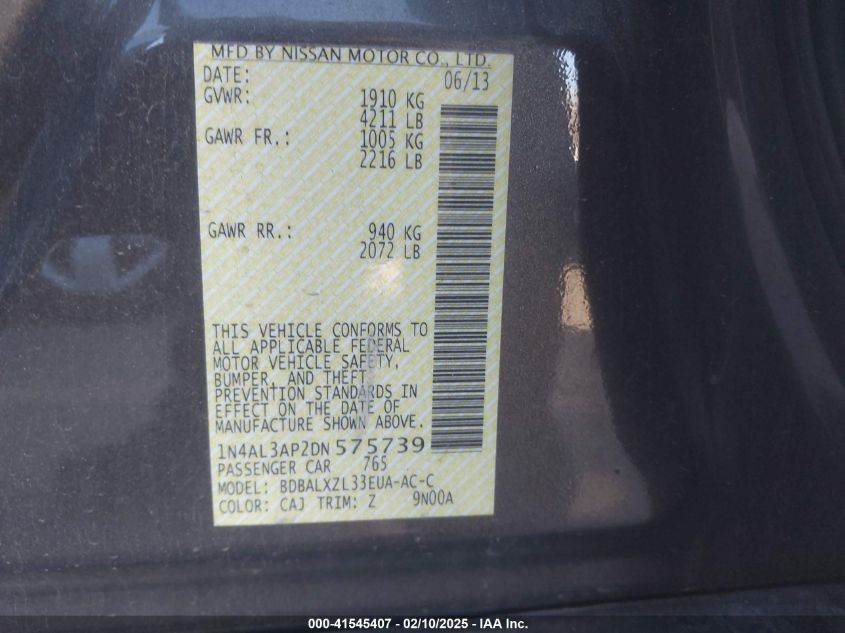 MFD BY NISSAN MOTOR CO., LTD.
DATE: 06/13
GVWR: 1910 KG
4211 LB
GAWR FR.: 1005 KG
2216 LB
GAWR RR.: 940 KG
2072 LB
THIS VEHICLE CONFORMS TO
ALL APPLICABLE FEDERAL
MOTOR VEHICLE SAFETY,
BUMPER, AND THEFT
PREVENTION STANDARDS IN
EFFECT ON THE DATE OF
MANUFACTURE SHOWN ABOVE.
1N4AL3AP2DN 575739
PASSENGER CAR 765
MODEL: BDBALXZL33EUA-AC-C
COLOR: CAJ TRIM: Z 9N00A
000-41545407 - 02/10/2025 - IAA Inc.